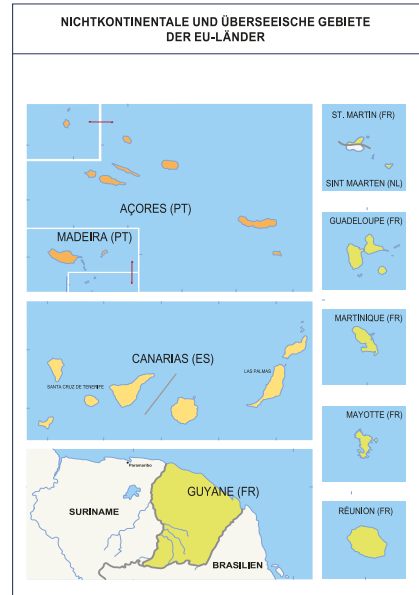 NICHTKONTINENTALE UND ÜBERSEEISCHE GEBIETE
DER EU-LÄNDER
AÇORES (PT)
MADEIRA (PT)
ST. MARTIN (FR)
SINT MAARTEN (NL)
GUADELOUPE (FR)
CANARIAS (ES)
SANTA CRUZ DE TENERIFE
LAS PALMAS
MARTINIQUE (FR)
MAYOTTE (FR)
Paramaribo
GUYANE (FR)
SURINAME
BRASILIEN
RÉUNION (FR)